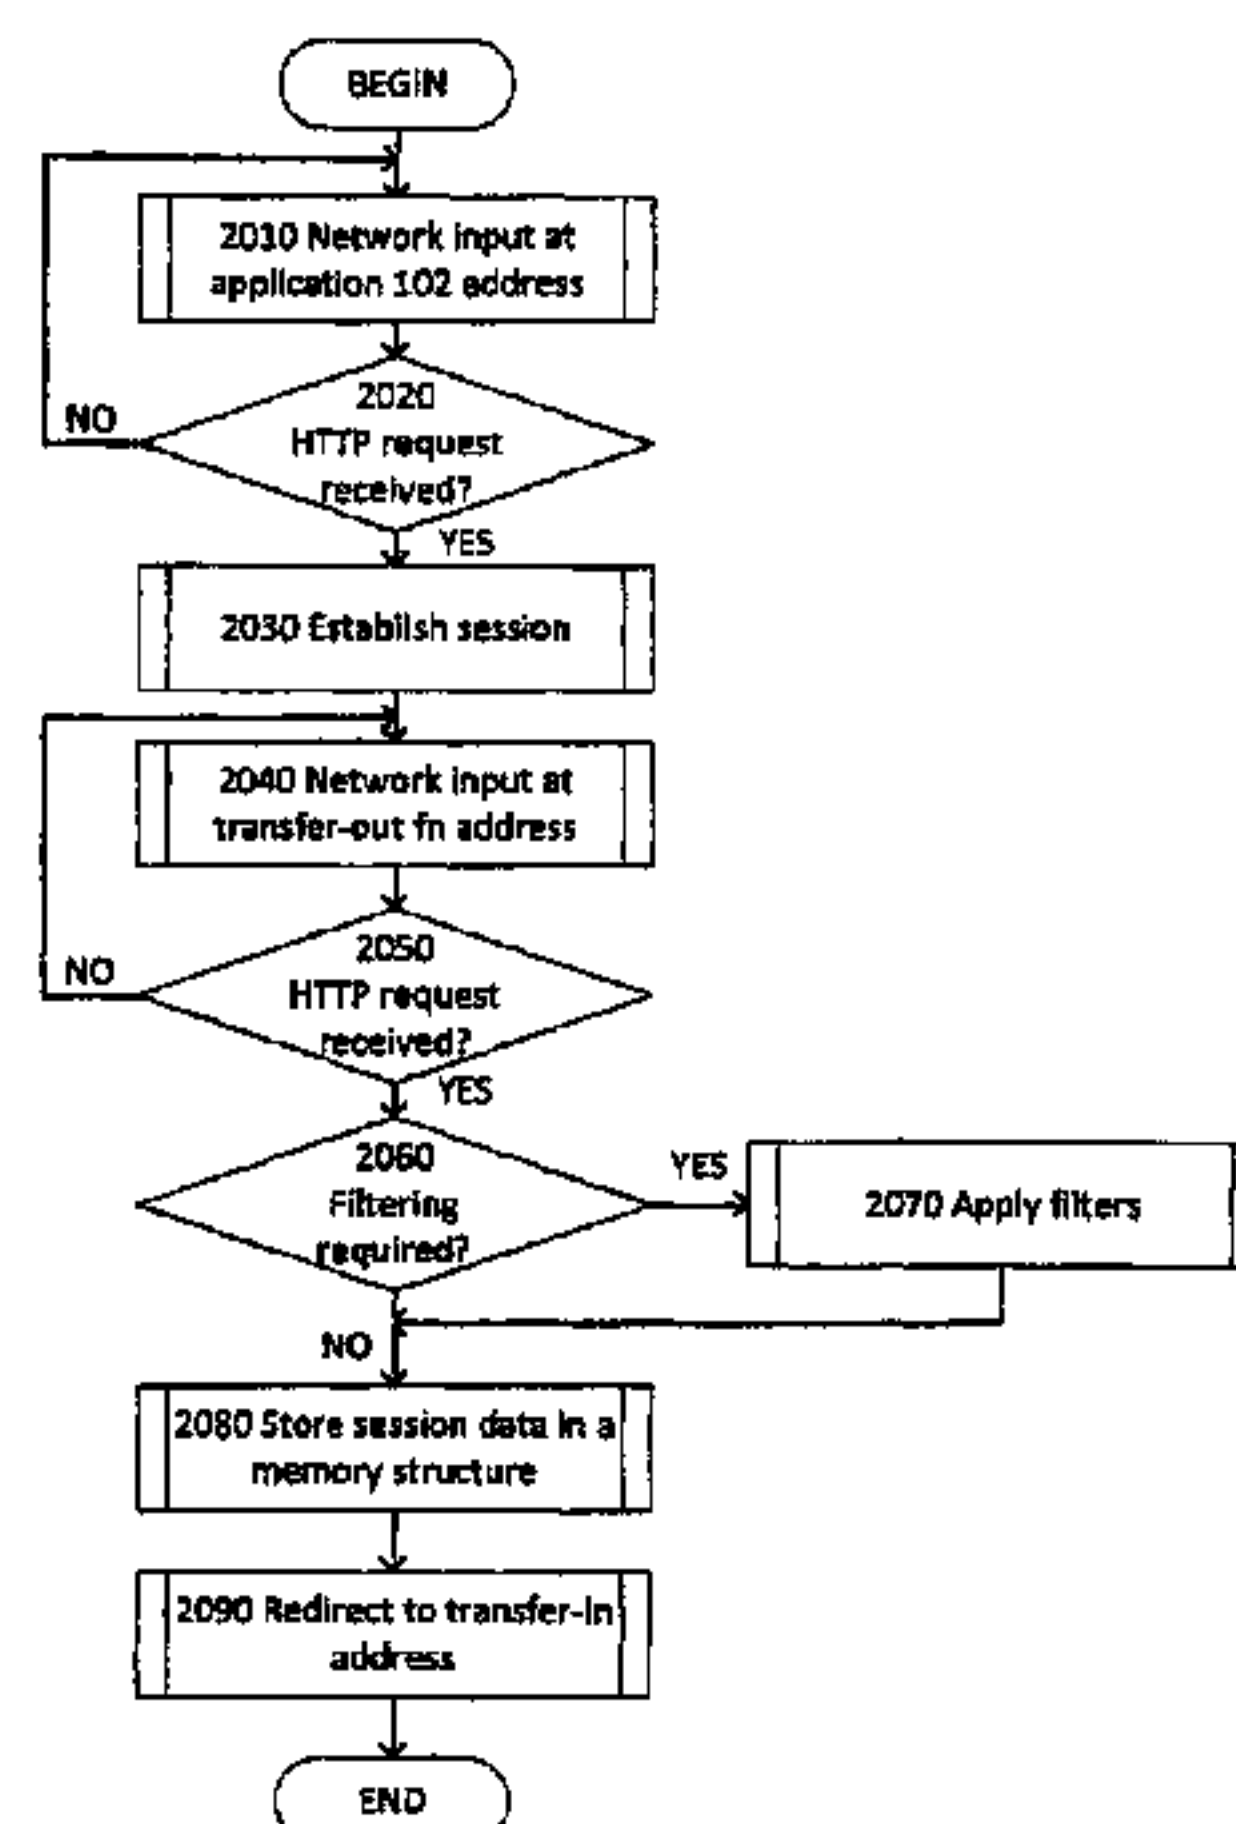 BEGIN
2010 Network input at
application 102 address
2020
HTTP request
received?
NO
YES
2030 Establish session
2040 Network input at
transfer-out fn address
2050
HTTP request
received?
NO
YES
2060
Filtering
required?
YES
2070 Apply filters
NO
2080 Store session data in a
memory structure
2090 Redirect to transfer-in
address
END